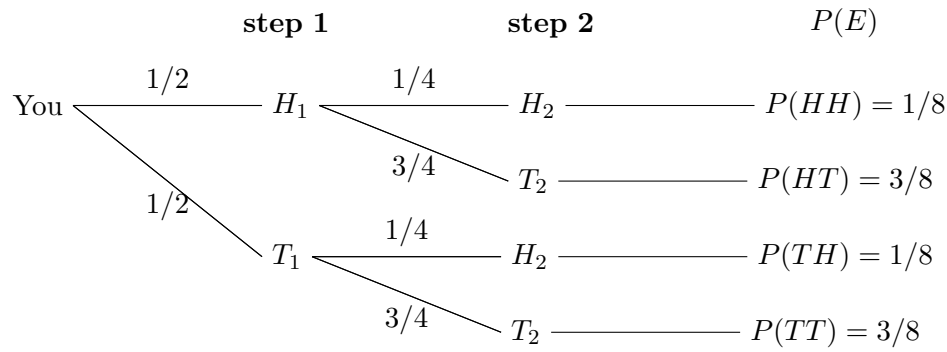 step 1 step 2 P(E)
1/2 1/4
You H₁ H₂ P(HH) = 1/8
3/4
T₂ P(HT) = 3/8
1/2
1/4
T₁ H₂ P(TH) = 1/8
3/4
T₂ P(TT) = 3/8